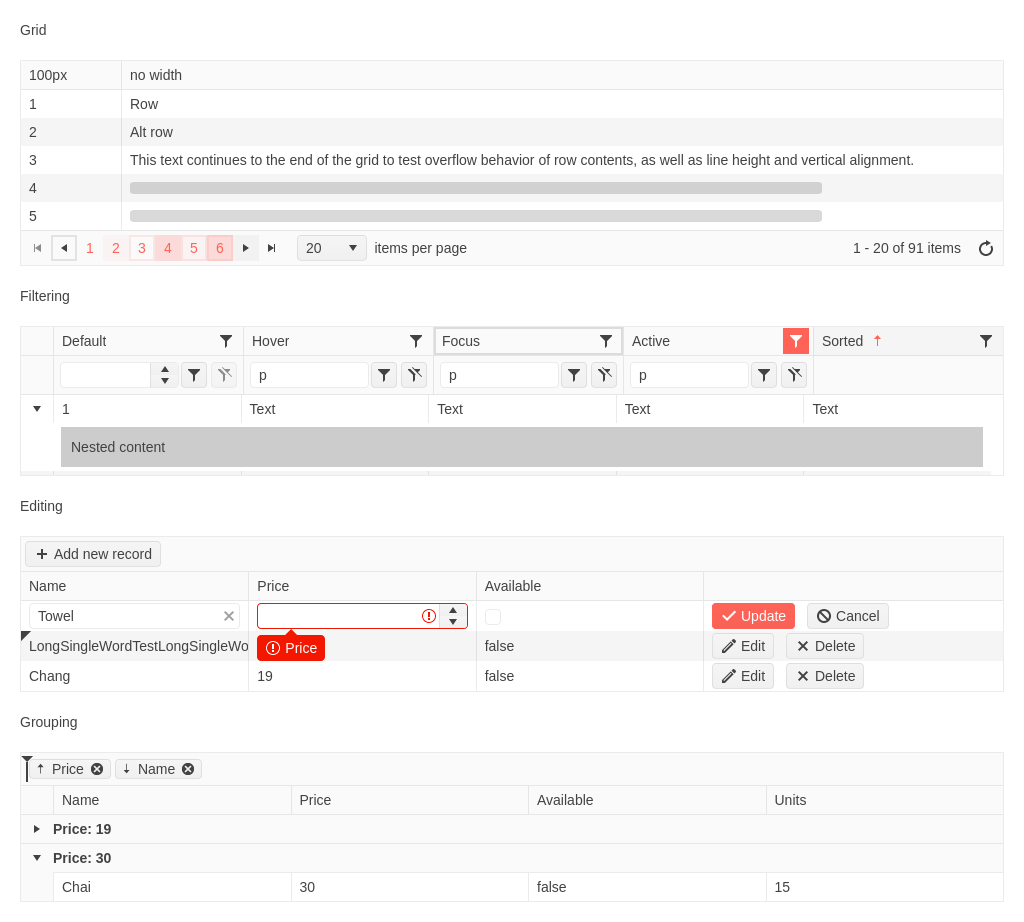 Grid
100px no width
1 Row
2 Alt row
3 This text continues to the end of the grid to test overflow behavior of row contents, as well as line height and vertical alignment.
4
5
1 2 3 4 5 6 20 items per page 1 - 20 of 91 items
Filtering
Default Hover Focus Active Sorted
p p p
1 Text Text Text Text
Nested content
Editing
Add new record
Name Price Available
Towel Update Cancel
LongSingleWordTestLongSingleWo Price false Edit Delete
Chang 19 false Edit Delete
Grouping
Price Name
Name Price Available Units
Price: 19
Price: 30
Chai 30 false 15